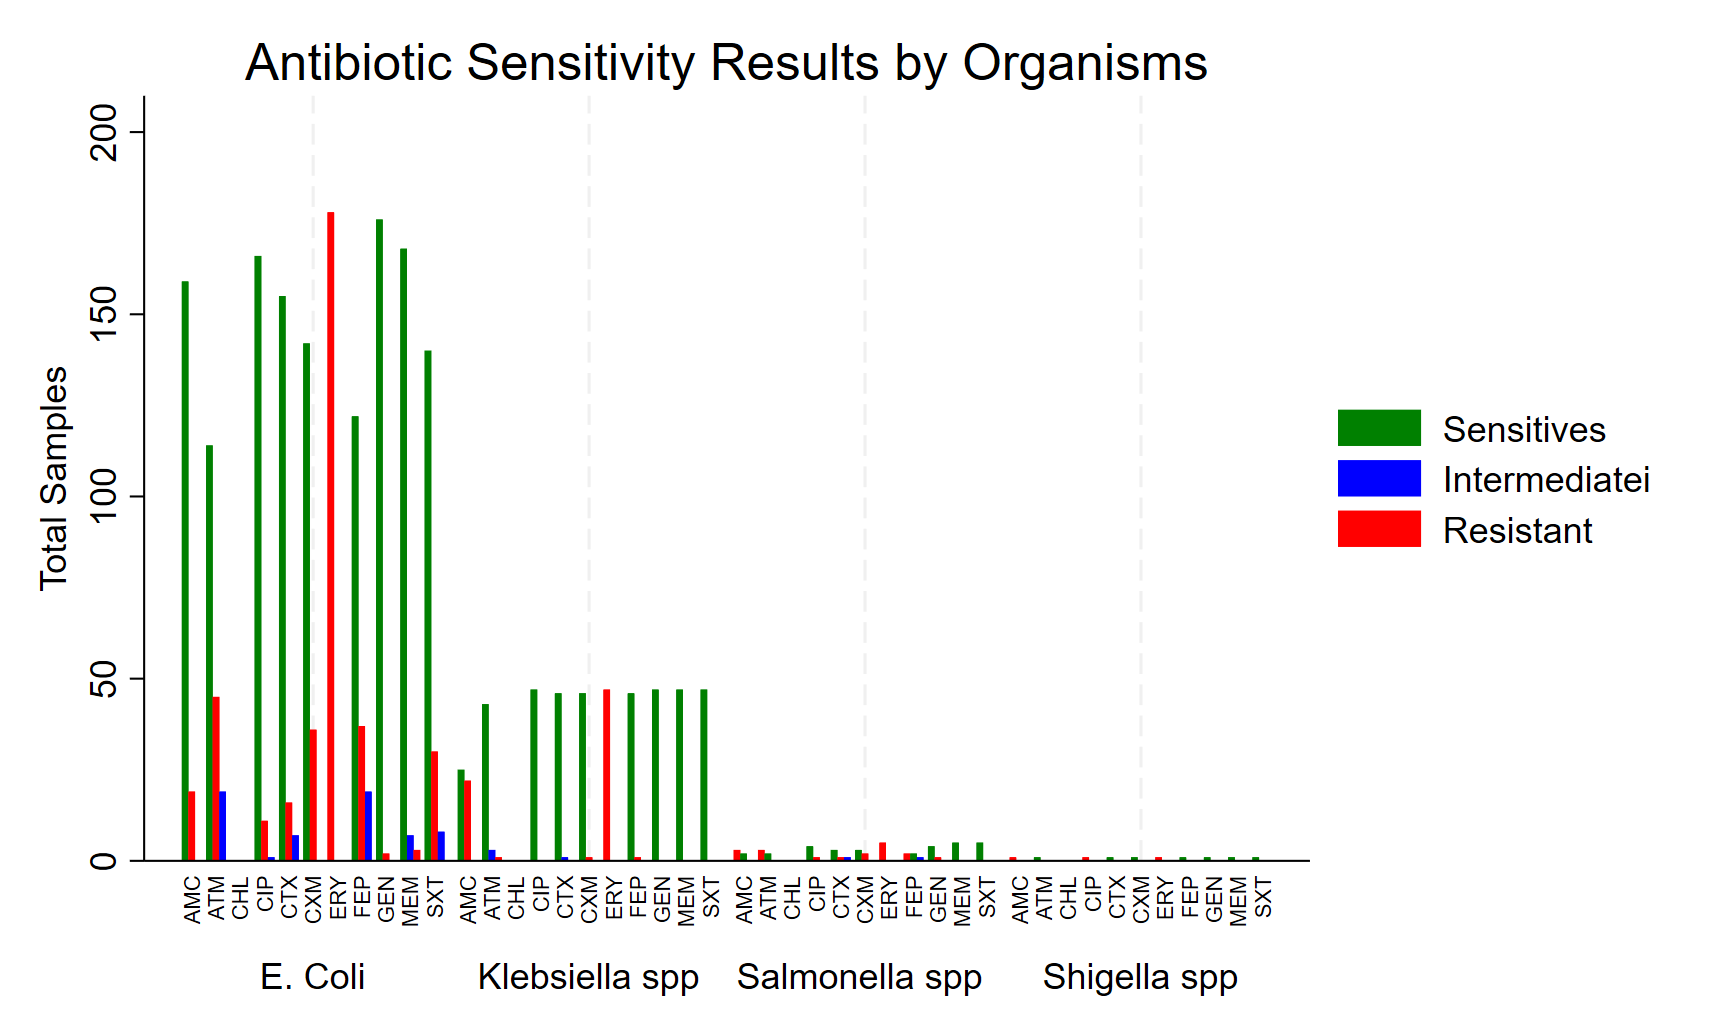 Antibiotic Sensitivity Results by Organisms
Total Samples
200
150
100
50
0
AMC ATM CHL CIP CTX CXM ERY FEP GEN MEM SXT AMC ATM CHL CIP CTX CXM ERY FEP GEN MEM SXT AMC ATM CHL CIP CTX CXM ERY FEP GEN MEM SXT AMC ATM CHL CIP CTX CXM ERY FEP GEN MEM SXT
E. Coli Klebsiella spp Salmonella spp Shigella spp
Sensitives
Intermediatei
Resistant